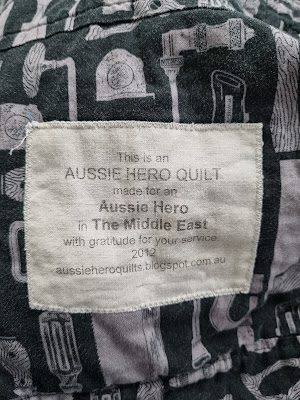 This is an
AUSSIE HERO QUILT
made for an
Aussie Hero
in The Middle East
with gratitude for your service
2012
aussieheroquilts.blogspot.com.au